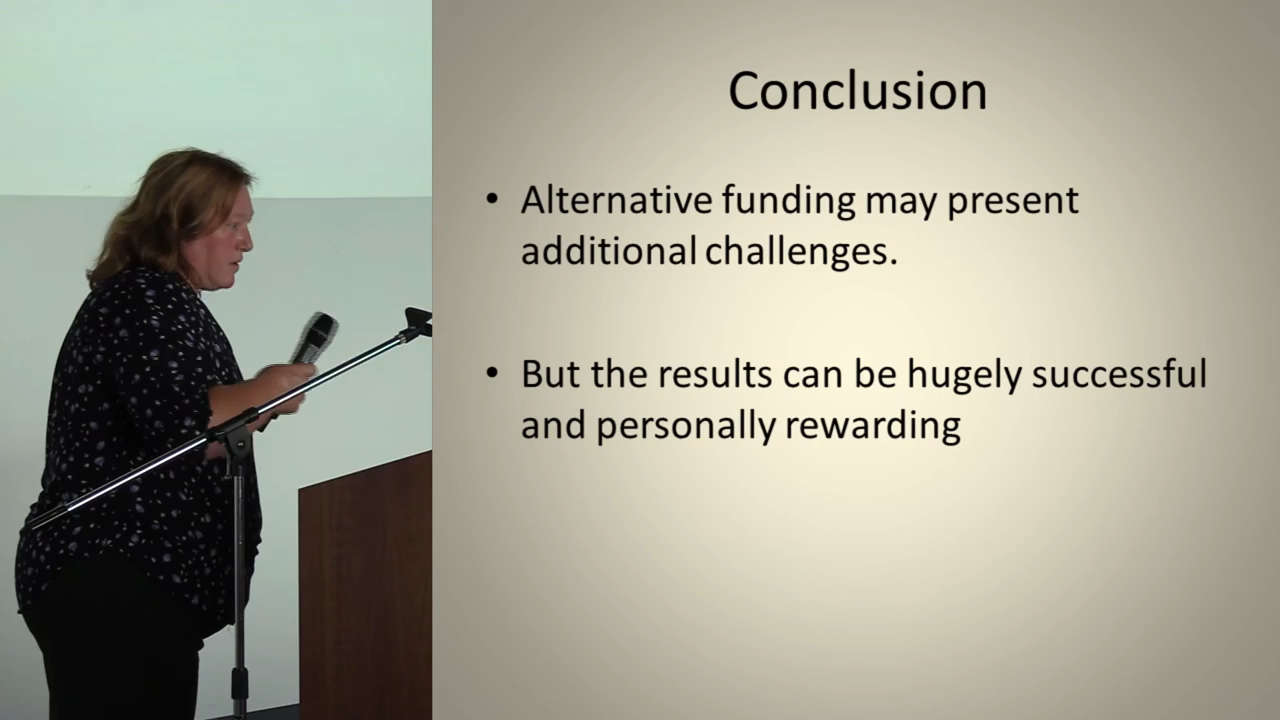 Conclusion
• Alternative funding may present
additional challenges.
• But the results can be hugely successful
and personally rewarding